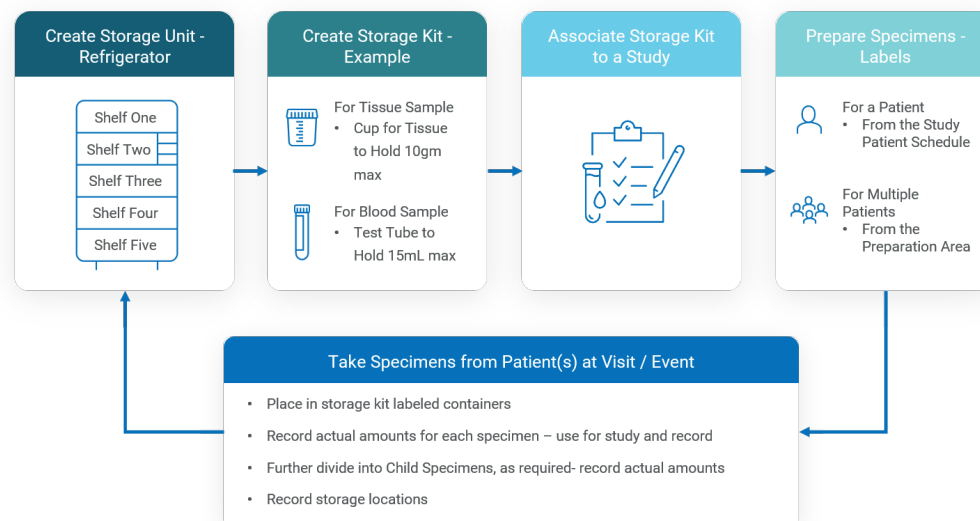 Create Storage Unit -
Refrigerator
Shelf One
Shelf Two
Shelf Three
Shelf Four
Shelf Five
Create Storage Kit -
Example
For Tissue Sample
• Cup for Tissue
to Hold 10gm
max
For Blood Sample
• Test Tube to
Hold 15mL max
Associate Storage Kit
to a Study
Prepare Specimens -
Labels
For a Patient
• From the Study
Patient Schedule
For Multiple
Patients
• From the
Preparation Area
Take Specimens from Patient(s) at Visit / Event
• Place in storage kit labeled containers
• Record actual amounts for each specimen – use for study and record
• Further divide into Child Specimens, as required- record actual amounts
• Record storage locations